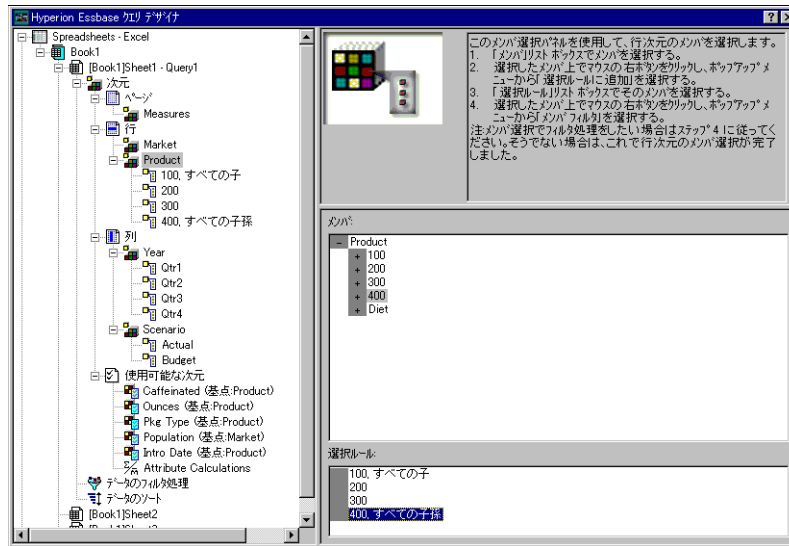 Hyperion Essbase クエリ デザイナ
Spreadsheets - Excel
Book1
[Book1]Sheet1 - Query1
次元
ページ
Measures
行
Market
Product
100, すべての子
200
300
400, すべての子孫
列
Year
Qtr1
Qtr2
Qtr3
Qtr4
Scenario
Actual
Budget
使用可能な次元
Caffeinated (基点:Product)
Ounces (基点:Product)
Pkg Type (基点:Product)
Population (基点:Market)
Intro Date (基点:Product)
Attribute Calculations
データのフィルタ処理
データのソート
[Book1]Sheet2
このメンバ選択パネルを使用して、行次元のメンバを選択します。
1. 「メンバ」リスト ボックスでメンバを選択する。
2. 選択したメンバ上でマウスの右ボタンをクリックし、ポップアップ メ
ニューから「選択ルールに追加」を選択する。
3. 「選択ルール」リスト ボックスでそのメンバを選択する。
4. 選択したメンバ上でマウスの右ボタンをクリックし、ポップアップ メ
ニューから「メンバ フィルタ」を選択する。
注:メンバ選択でフィルタ処理をしたい場合はステップ 4 に従ってく
ださい。そうでない場合は、これで行次元のメンバ選択が完了
しました。
メンバ:
Product
100
200
300
400
Diet
選択ルール:
100, すべての子
200
300
400, すべての子孫